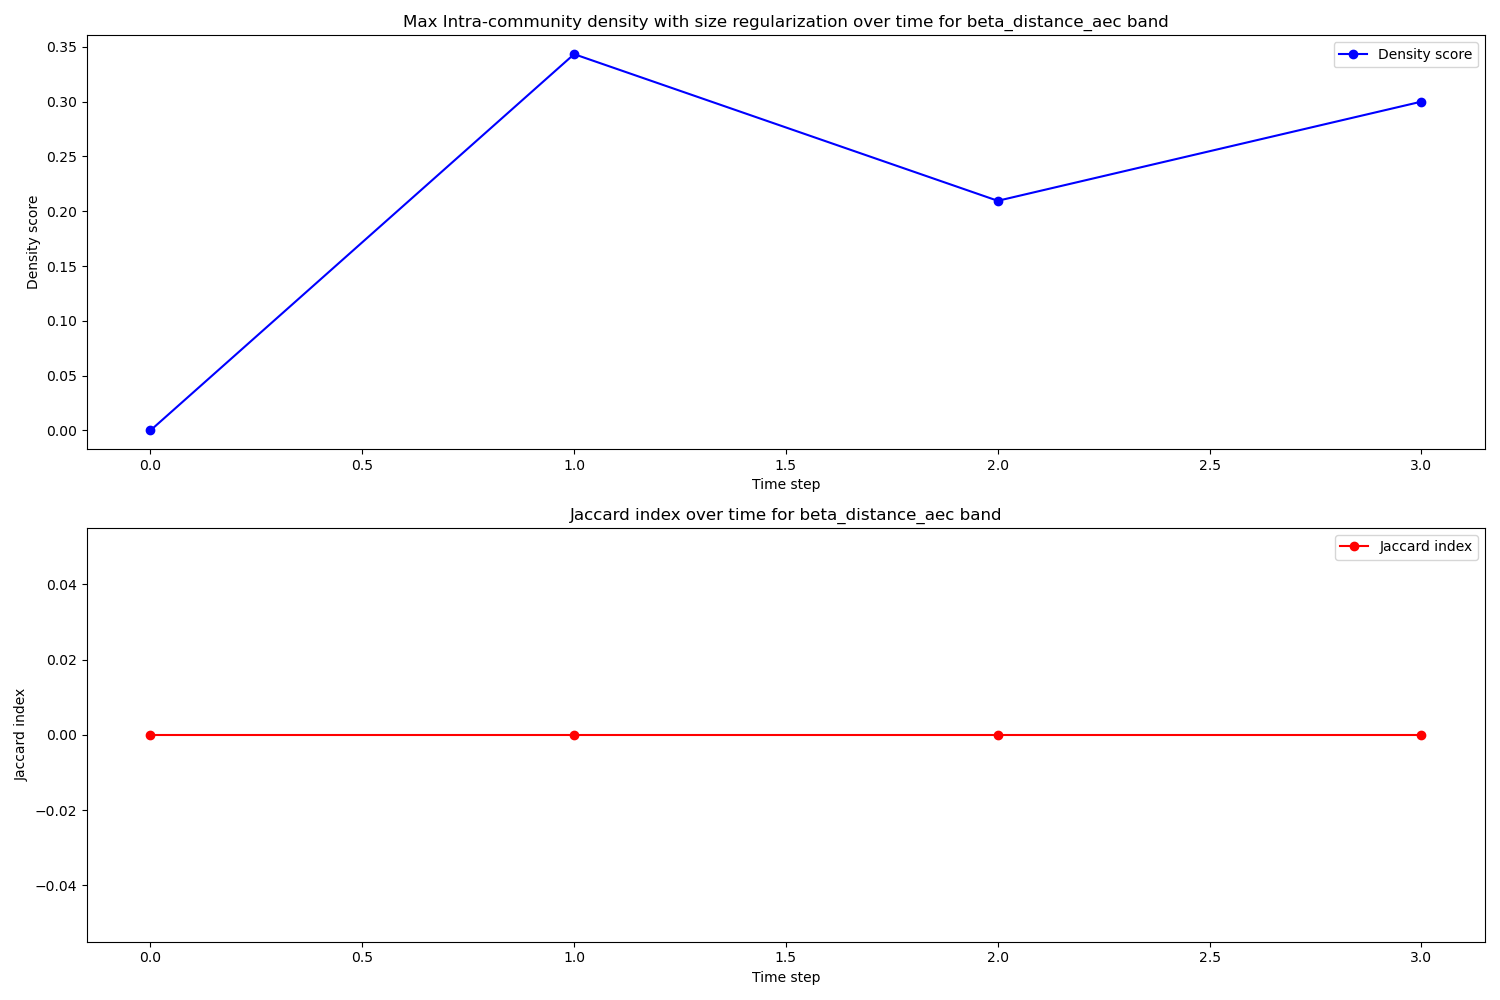 Max Intra-community density with size regularization over time for beta_distance_aec band
Density score
0.35
0.30
0.25
0.20
0.15
0.10
0.05
0.00
Density score
0.0 0.5 1.0 1.5 2.0 2.5 3.0
Time step
Jaccard index over time for beta_distance_aec band
Jaccard index
0.04
0.02
0.00
−0.02
−0.04
Jaccard index
0.0 0.5 1.0 1.5 2.0 2.5 3.0
Time step